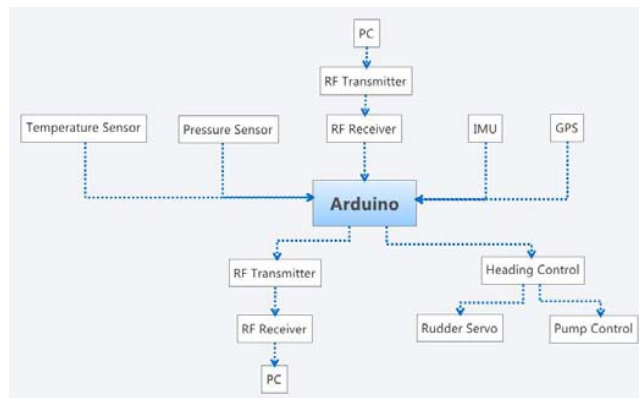 PC
RF Transmitter
Temperature Sensor
Pressure Sensor
RF Receiver
IMU
GPS
Arduino
RF Transmitter
Heading Control
RF Receiver
Rudder Servo
Pump Control
PC